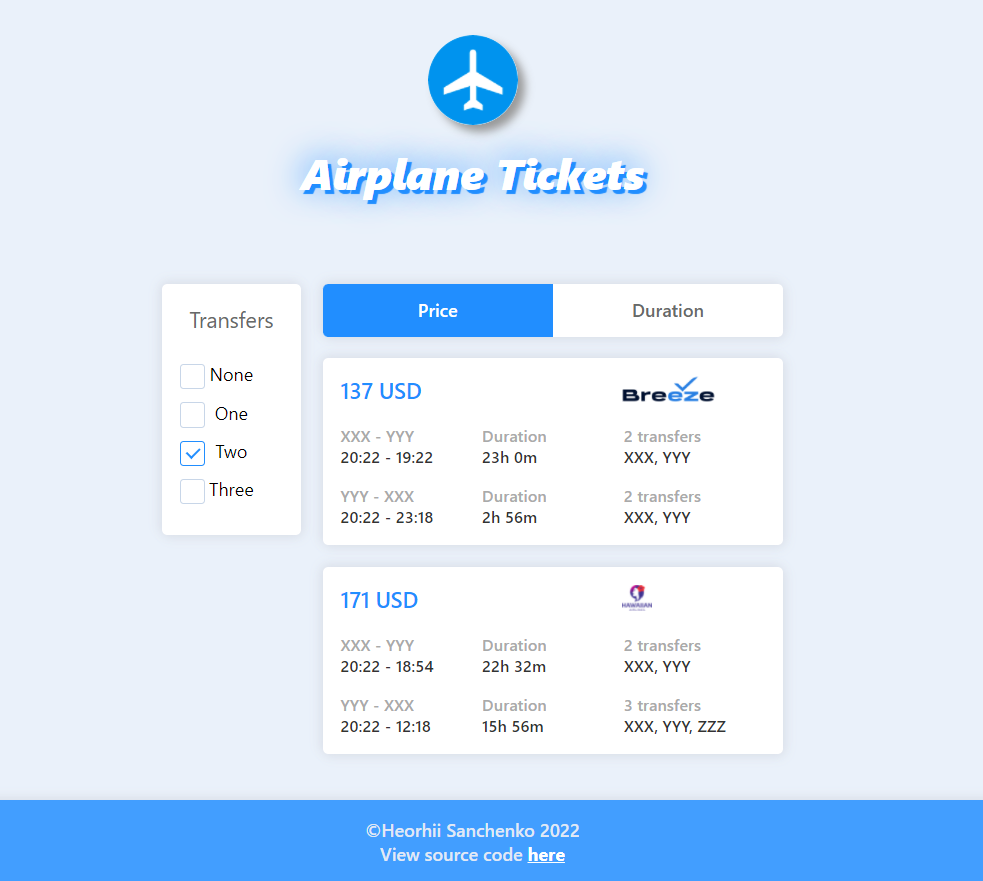 Airplane Tickets
Transfers
None
One
Two
Three
Price Duration
137 USD Breeze
XXX - YYY Duration 2 transfers
20:22 - 19:22 23h 0m XXX, YYY
YYY - XXX Duration 2 transfers
20:22 - 23:18 2h 56m XXX, YYY
171 USD HAWAIIAN
XXX - YYY Duration 2 transfers
20:22 - 18:54 22h 32m XXX, YYY
YYY - XXX Duration 3 transfers
20:22 - 12:18 15h 56m XXX, YYY, ZZZ
©Heorhii Sanchenko 2022
View source code here